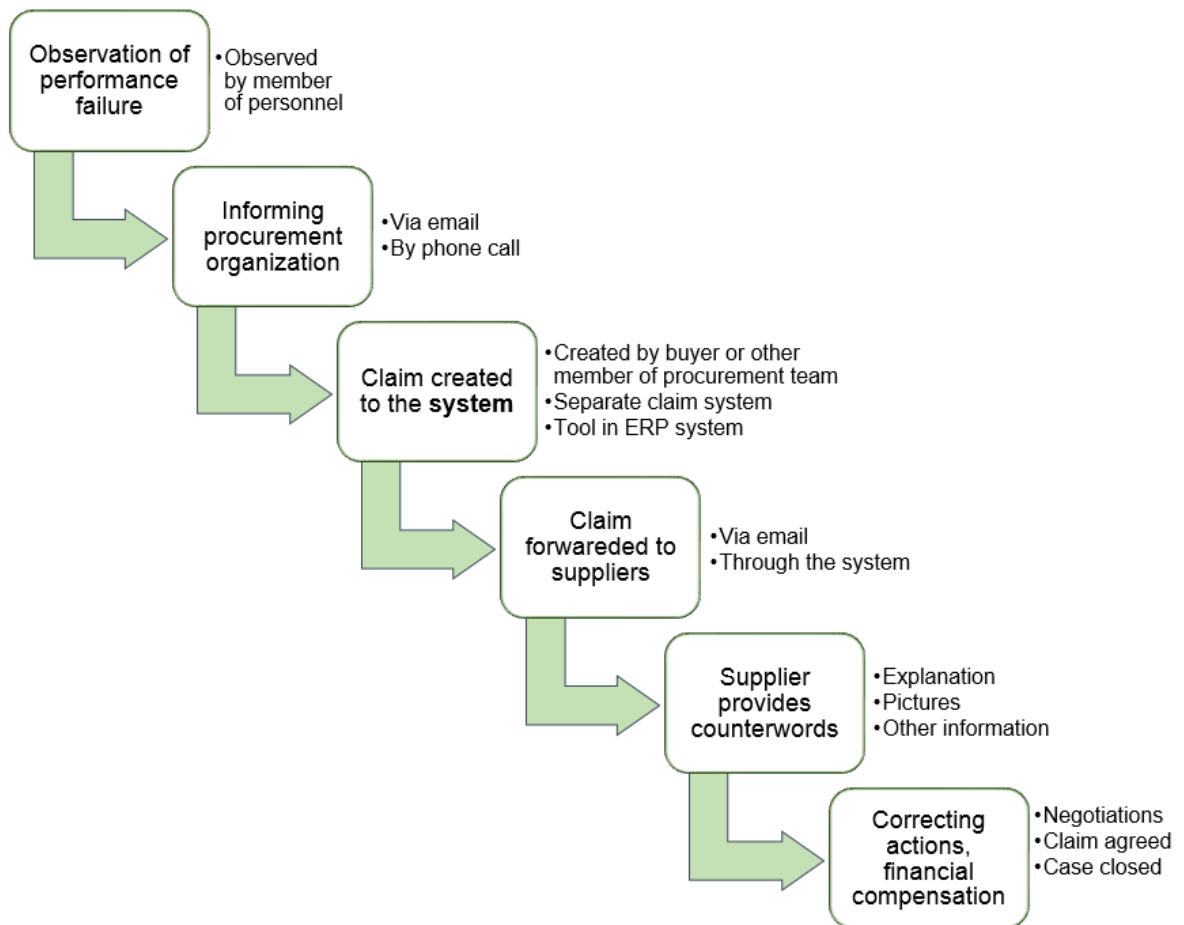 Observation of
performance
failure
•Observed
by member
of personnel
Informing
procurement
organization
•Via email
•By phone call
Claim created
to the system
•Created by buyer or other
member of procurement team
•Separate claim system
•Tool in ERP system
Claim
forwareded to
suppliers
•Via email
•Through the system
Supplier
provides
counterwords
•Explanation
•Pictures
•Other information
Correcting
actions,
financial
compensation
•Negotiations
•Claim agreed
•Case closed